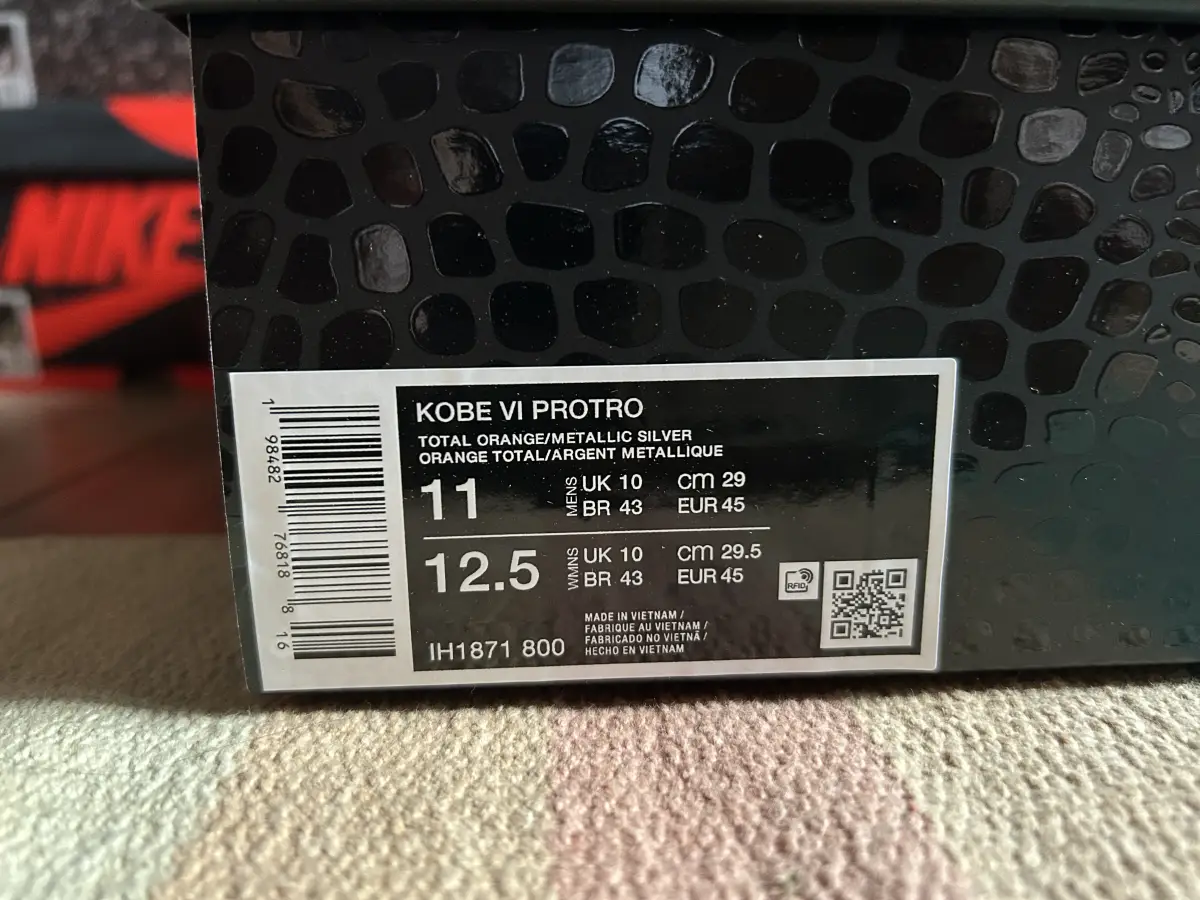 NIKE
KOBE VI PROTRO
TOTAL ORANGE/METALLIC SILVER
ORANGE TOTAL/ARGENT METALLIQUE
11 MENS UK 10 cm 29
BR 43 EUR 45
12.5 WMNS UK 10 cm 29.5
BR 43 EUR 45
RFID
IH1871 800
MADE IN VIETNAM /
FABRIQUE AU VIETNAM /
FABRICADO NO VIETNÃ /
HECHO EN VIETNAM
1 98482 76818 8 16